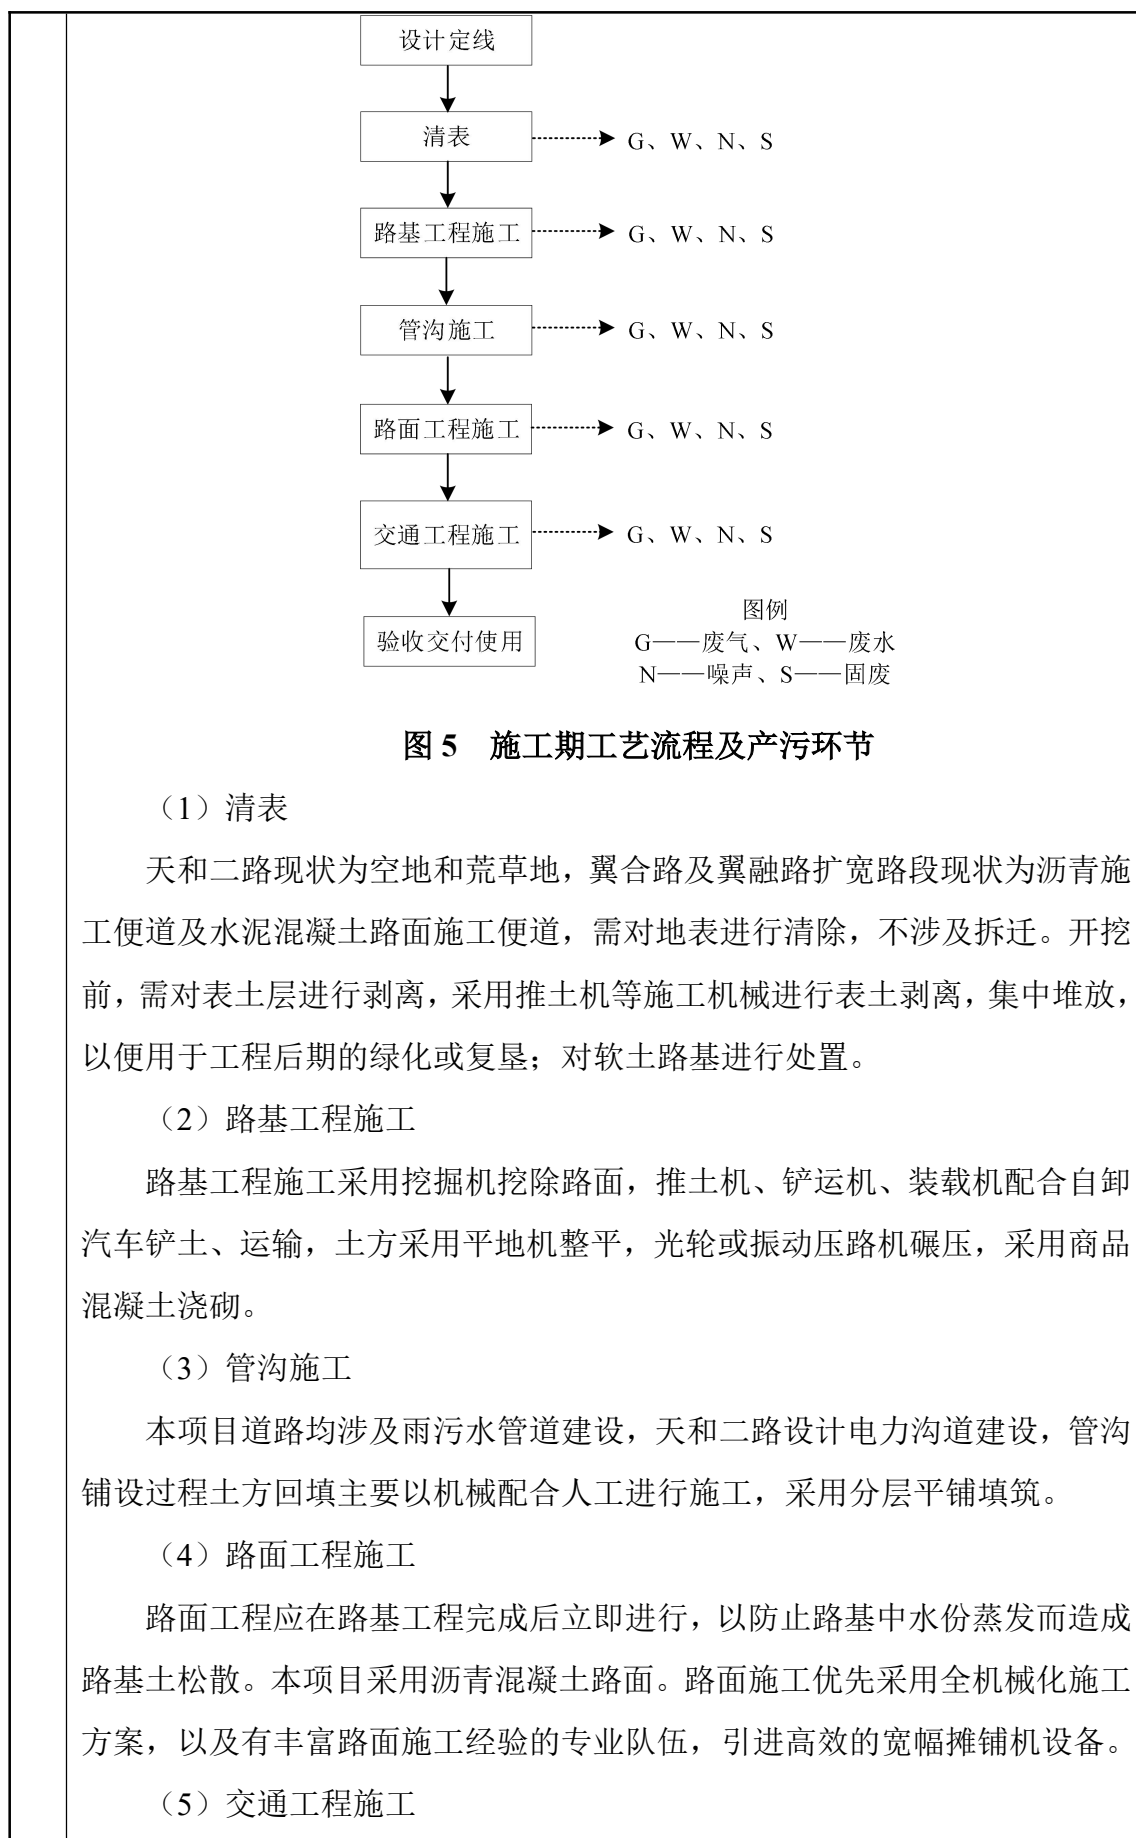 设计定线
清表
G、W、N、S
路基工程施工
G、W、N、S
管沟施工
G、W、N、S
路面工程施工
G、W、N、S
交通工程施工
G、W、N、S
验收交付使用
图例
G——废气、W——废水
N——噪声、S——固废
图 5 施工期工艺流程及产污环节
（1）清表
天和二路现状为空地和荒草地，翼合路及翼融路扩宽路段现状为沥青施
工便道及水泥混凝土路面施工便道，需对地表进行清除，不涉及拆迁。开挖
前，需对表土层进行剥离，采用推土机等施工机械进行表土剥离，集中堆放，
以便用于工程后期的绿化或复垦；对软土路基进行处置。
（2）路基工程施工
路基工程施工采用挖掘机挖除路面，推土机、铲运机、装载机配合自卸
汽车铲土、运输，土方采用平地机整平，光轮或振动压路机碾压，采用商品
混凝土浇砌。
（3）管沟施工
本项目道路均涉及雨污水管道建设，天和二路设计电力沟道建设，管沟
铺设过程土方回填主要以机械配合人工进行施工，采用分层平铺填筑。
（4）路面工程施工
路面工程应在路基工程完成后立即进行，以防止路基中水份蒸发而造成
路基土松散。本项目采用沥青混凝土路面。路面施工优先采用全机械化施工
方案，以及有丰富路面施工经验的专业队伍，引进高效的宽幅摊铺机设备。
（5）交通工程施工